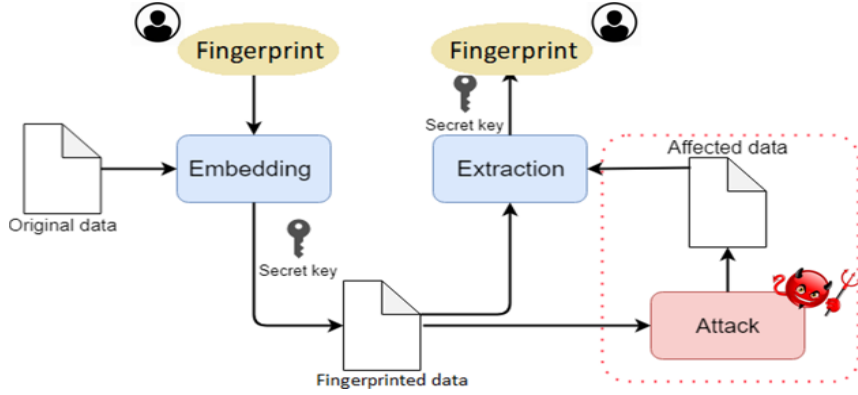 Fingerprint
Fingerprint
Secret key
Embedding
Extraction
Affected data
Original data
Secret key
Attack
Fingerprinted data